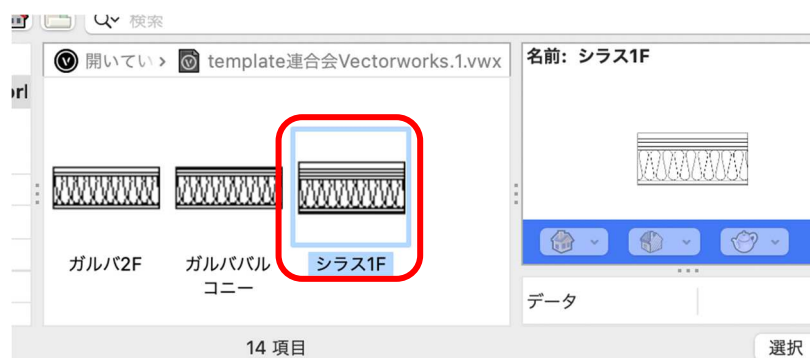 検索
開いてい › template連合会Vectorworks.1.vwx
名前: シラス1F
orl
ガルバ2F
ガルババル
コニー
シラス1F
データ
14 項目
選択